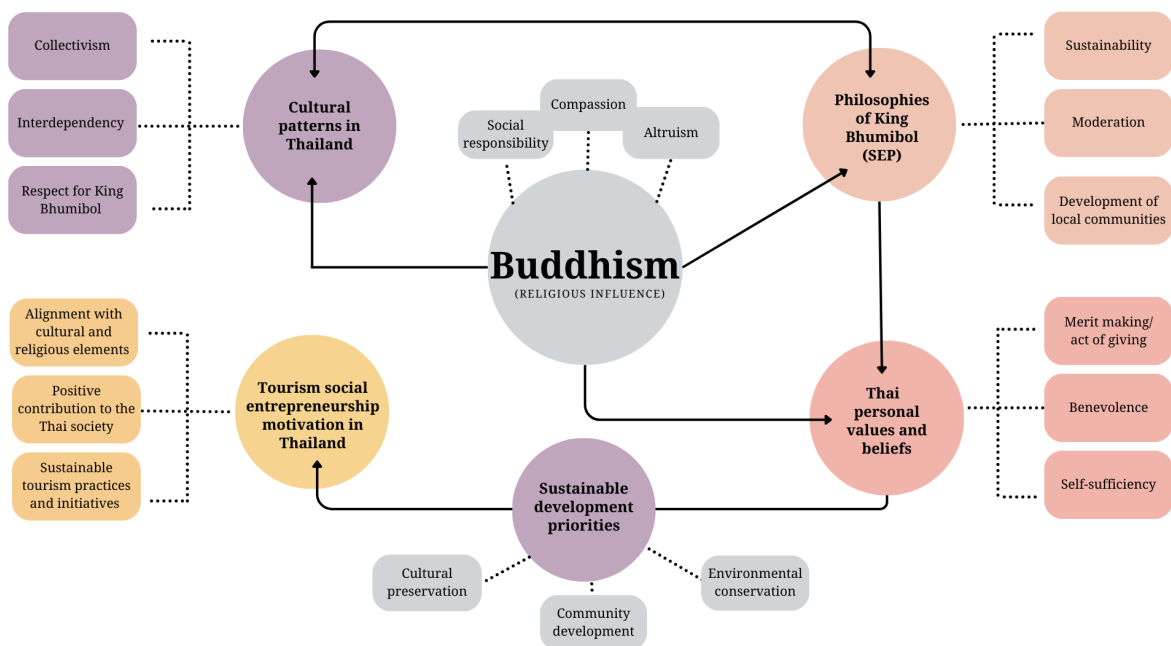 Collectivism
Interdependency
Respect for King
Bhumibol
Cultural
patterns in
Thailand
Social
responsibility
Compassion
Altruism
Buddhism
(RELIGIOUS INFLUENCE)
Philosophies
of King
Bhumibol
(SEP)
Sustainability
Moderation
Development of
local communities
Alignment with
cultural and
religious elements
Positive
contribution to the
Thai society
Sustainable
tourism practices
and initiatives
Tourism social
entrepreneurship
motivation in
Thailand
Sustainable
development
priorities
Cultural
preservation
Community
development
Environmental
conservation
Thai
personal
values and
beliefs
Merit making/
act of giving
Benevolence
Self-sufficiency